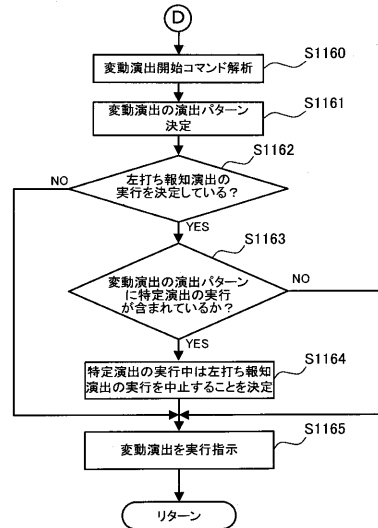 D
変動演出開始コマンド解析
S1160
変動演出の演出パターン
決定
S1161
左打ち報知演出の
実行を決定している？
S1162
NO
YES
変動演出の演出パターン
に特定演出の実行
が含まれているか？
S1163
NO
YES
特定演出の実行中は左打ち報知
演出の実行を中止することを決定
S1164
変動演出を実行指示
S1165
リターン